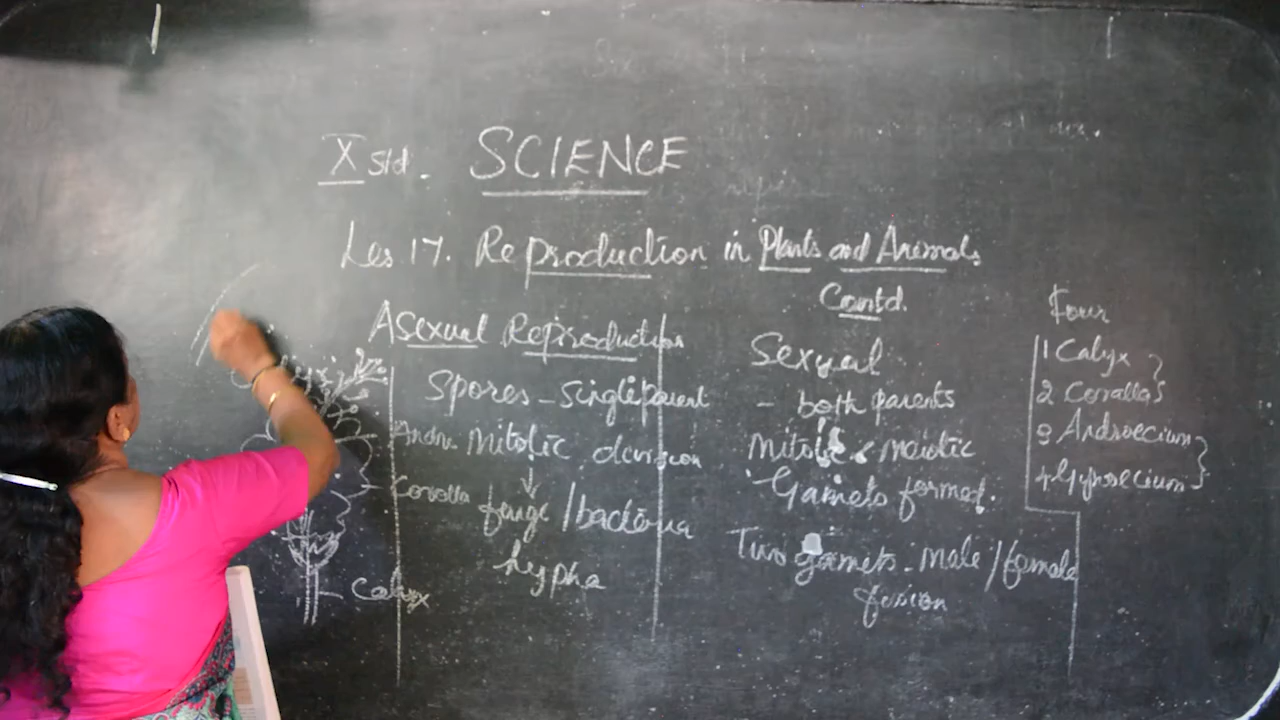 X std. SCIENCE
Les 17. Reproduction in Plants and Animals
Contd.
Asexual Reproduction
Spores - Single parent
Mitotic division
fungi / bacteria
hypha
Andro
Corolla
Calyx
Sexual
- both parents
Mitotic & meiotic
Gamets formed.
Two gamets - male / female
fusion
Four
1 Calyx
2 Corolla
3 Androecium
4 Gynoecium